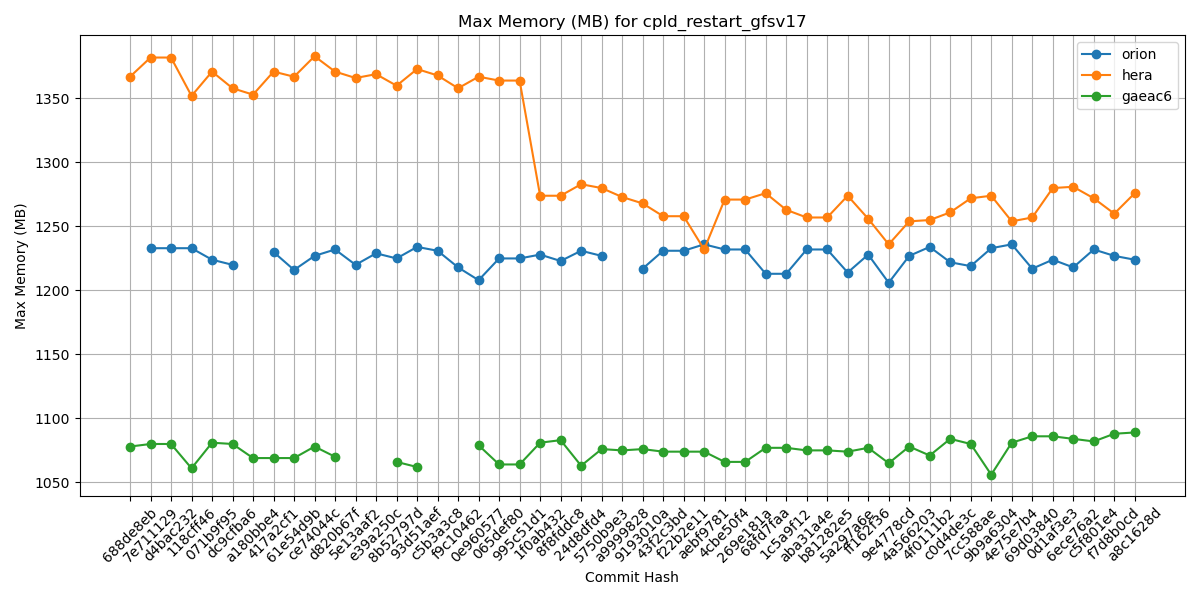 Max Memory (MB) for cpld_restart_gfsv17
orion
hera
gaeac6
Max Memory (MB)
1350
1300
1250
1200
1150
1100
1050
688de8eb
7e711129
d4bac232
118cff46
071b9f95
dc9cfba6
a180bbe4
417a2cf1
61e54d9b
ce74044c
d820b67f
5e13aaf2
e39a250c
8b52797d
93d51aef
c5b3a3c8
f9c10462
0e960577
065def80
995c51d1
1f0ab432
8f8fddc8
24d8dfd4
5750b9e3
a9999828
9193010a
43f2c3bd
f22b2e11
aebf9781
4cbe50f4
269e181a
68fd7faa
1c5a9f12
aba31a4e
b81282e5
5a297a6e
ff162f36
9e4778cd
4a566203
4f0111b2
c0d4de3c
7cc588ae
9b9a6304
4e75e7b4
69d03840
0d1af3e3
6ece76a2
c5f801e4
f7d8b0cd
a8c1628d
Commit Hash